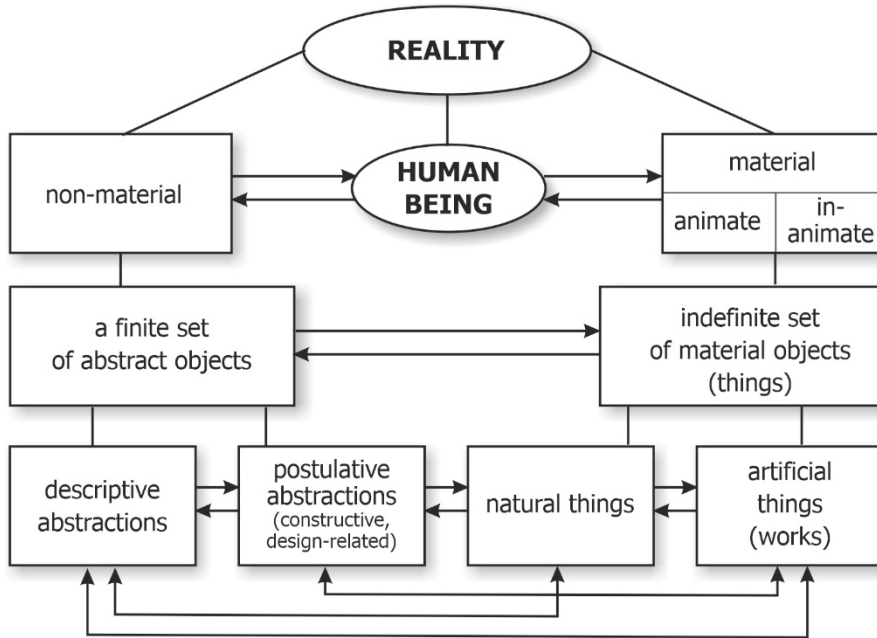 REALITY
non-material
HUMAN
BEING
material
animate
in-
animate
a finite set
of abstract objects
indefinite set
of material objects
(things)
descriptive
abstractions
postulative
abstractions
(constructive,
design-related)
natural things
artificial
things
(works)